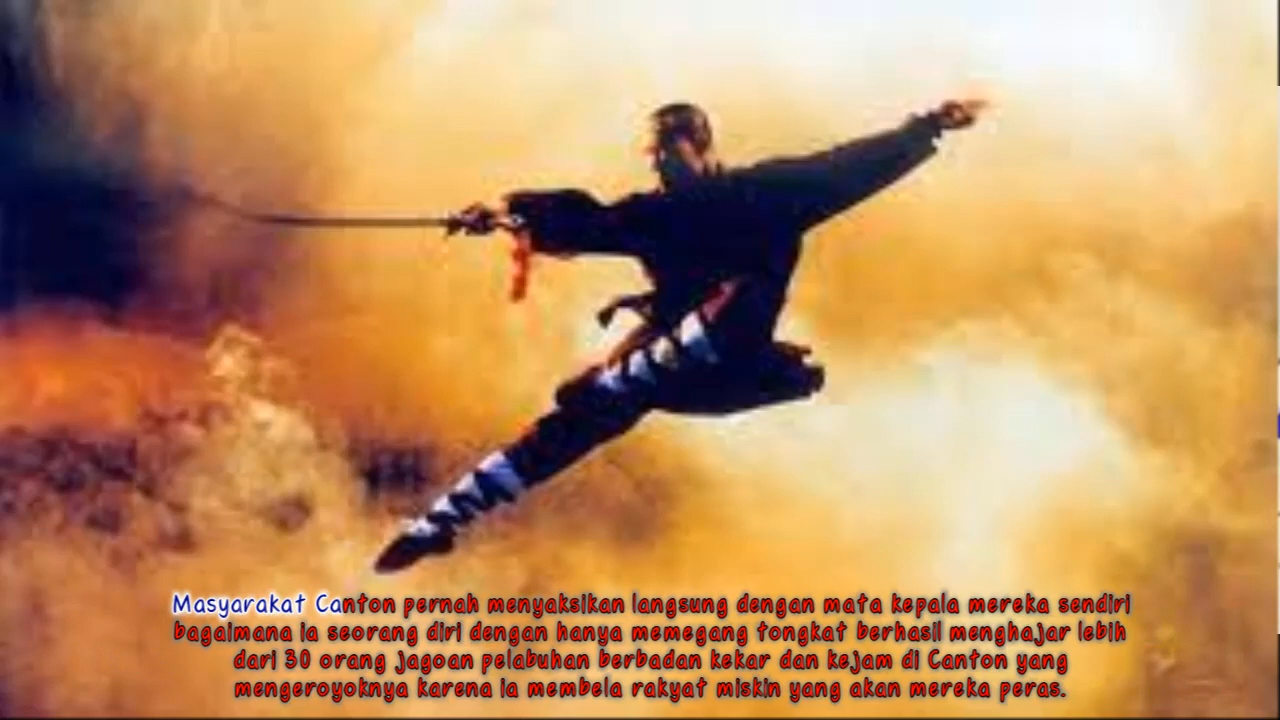 Masyarakat Canton pernah menyaksikan langsung dengan mata kepala mereka sendiri
bagaimana ia seorang diri dengan hanya memegang tongkat berhasil menghajar lebih
dari 30 orang jagoan pelabuhan berbadan kekar dan kejam di Canton yang
mengeroyoknya karena ia membela rakyat miskin yang akan mereka peras.